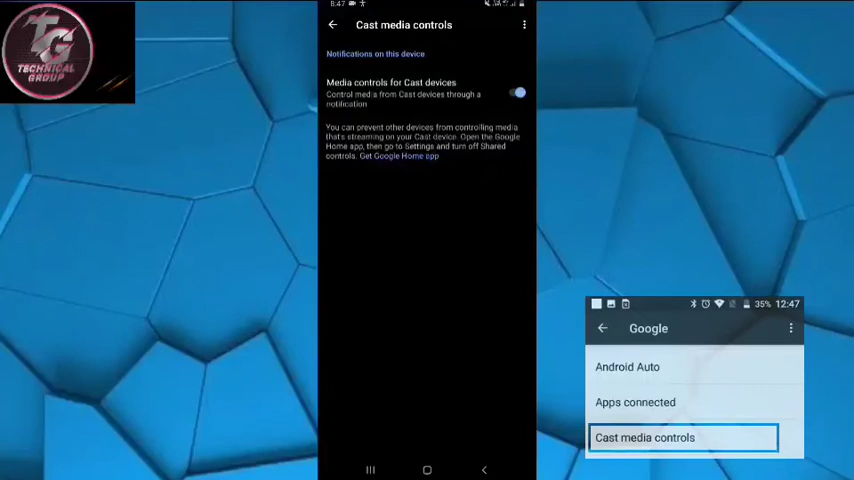 TG
TECHNICAL
GROUP
8:47
Cast media controls
Notifications on this device
Media controls for Cast devices
Control media from Cast devices through a
notification
You can prevent other devices from controlling media
that's streaming on your Cast device. Open the Google
Home app, then go to Settings and turn off Shared
controls. Get Google Home app
35% 12:47
Google
Android Auto
Apps connected
Cast media controls